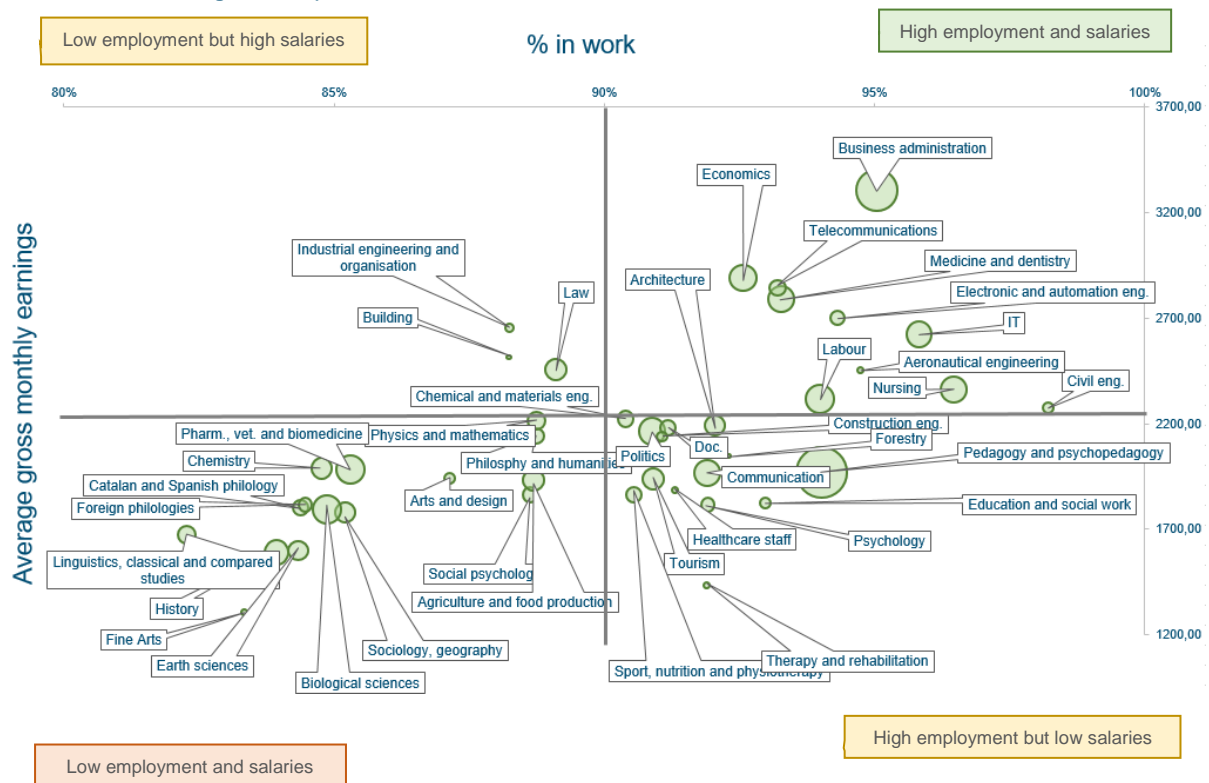 Low employment but high salaries
% in work
High employment and salaries
80%
85%
90%
95%
100%
3700,00
Business administration
Economics
3200,00
Telecommunications
Industrial engineering and
organisation
Medicine and dentistry
Architecture
Law
Electronic and automation eng.
Building
2700,00
IT
Labour
Aeronautical engineering
Nursing
Civil eng.
Chemical and materials eng.
2200,00
Average gross monthly earnings
Pharm., vet. and biomedicine
Physics and mathematics
Construction eng.
Doc.
Forestry
Politics
Pedagogy and psychopedagogy
Chemistry
Philosphy and humanities
Communication
Catalan and Spanish philology
Arts and design
Education and social work
Foreign philologies
1700,00
Healthcare staff
Psychology
Linguistics, classical and compared
studies
Tourism
Social psycholog
Agriculture and food production
History
1200,00
Fine Arts
Sociology, geography
Earth sciences
Therapy and rehabilitation
Sport, nutrition and physiotherapy
Biological sciences
High employment but low salaries
Low employment and salaries